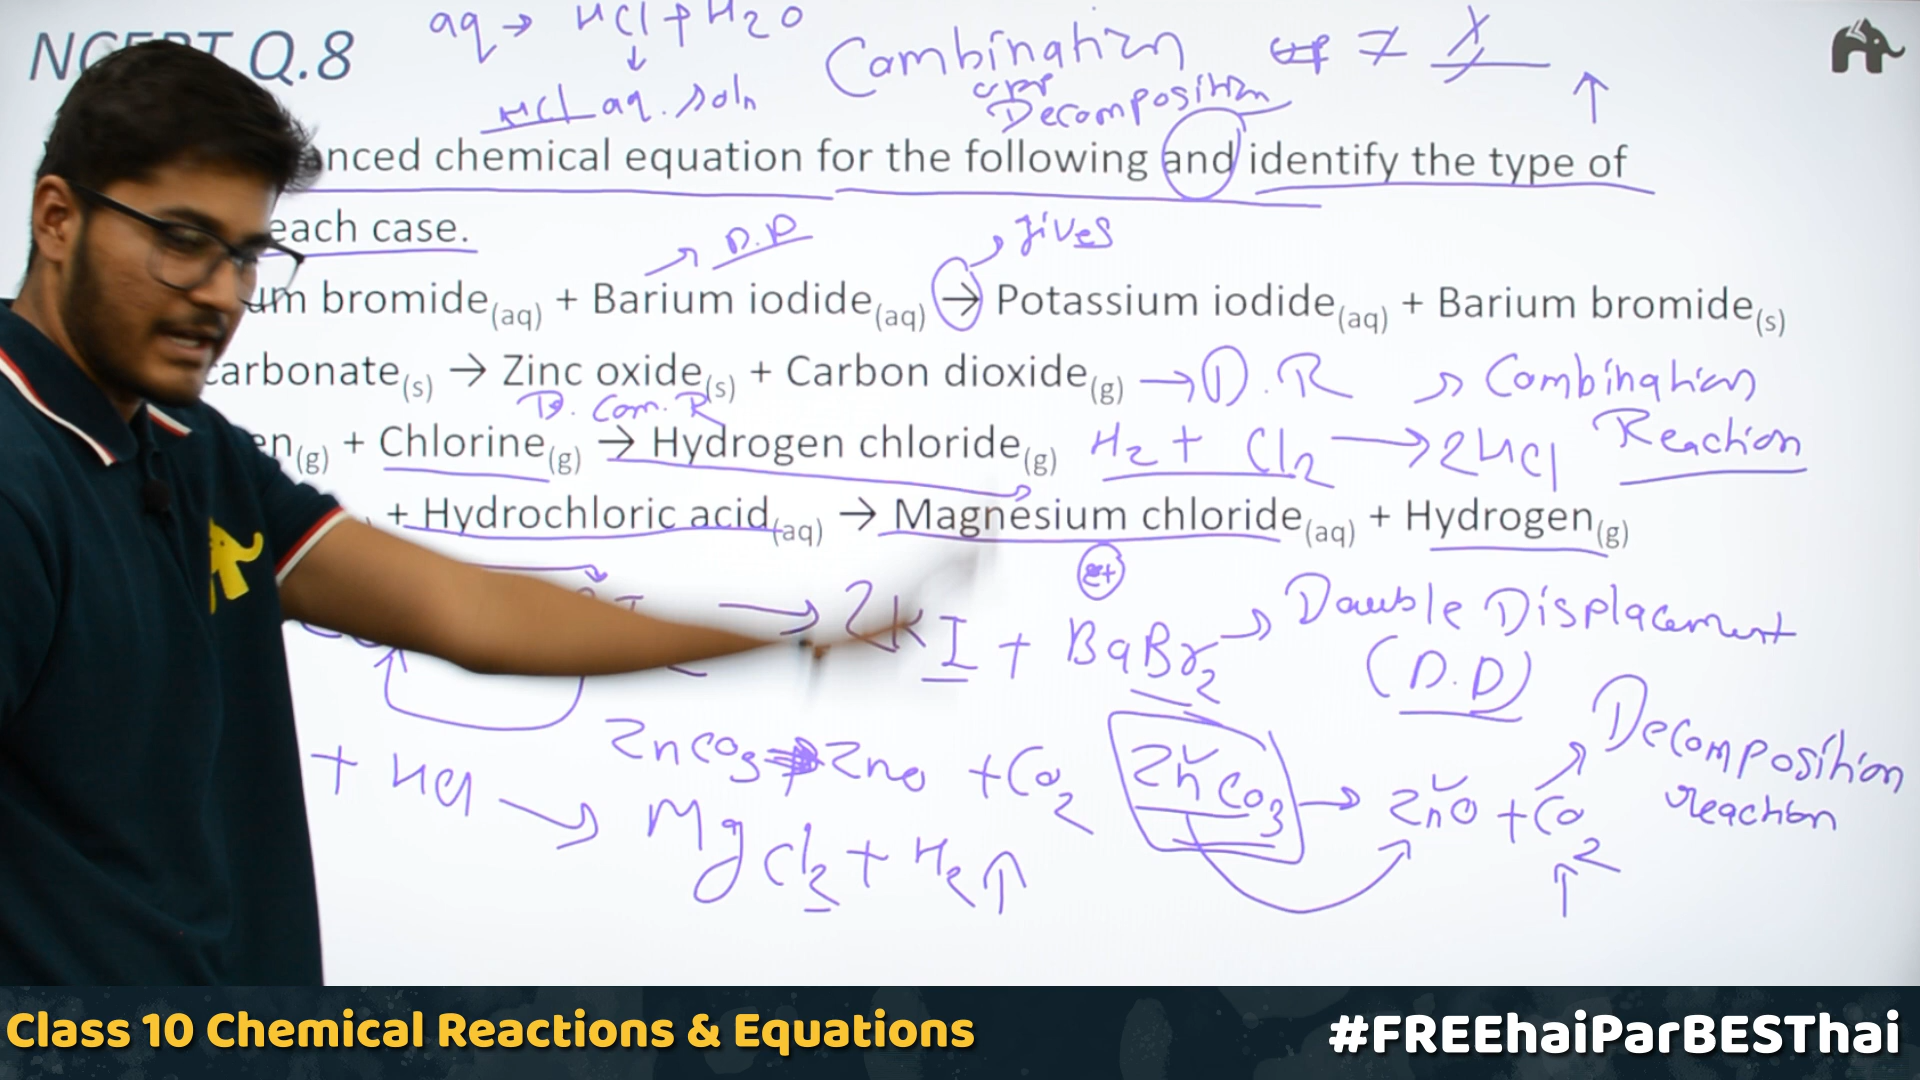 aq → HCl + H2O
NCERT Q.8
Combination or ≠ X
HCl aq. soln
or
Decomposition ↑
anced chemical equation for the following and identify the type of
each case.
D.D
gives
um bromide(aq) + Barium iodide(aq) → Potassium iodide(aq) + Barium bromide(s)
carbonate(s) → Zinc oxide(s) + Carbon dioxide(g) → D.R
Combination
Com. R
en(g) + Chlorine(g) → Hydrogen chloride(g) H2 + Cl2 → 2HCl Reaction
+ Hydrochloric acid(aq) → Magnesium chloride(aq) + Hydrogen(g)
2+
→ 2KI + BaBr2 → Double Displacement
(D.D)
ZnCO3 → ZnO + CO2
+ HCl → MgCl2 + H2 ↑
ZnCO3 → ZnO + CO2 ↑
Decomposition
reaction
Class 10 Chemical Reactions & Equations
#FREEhaiParBESThai